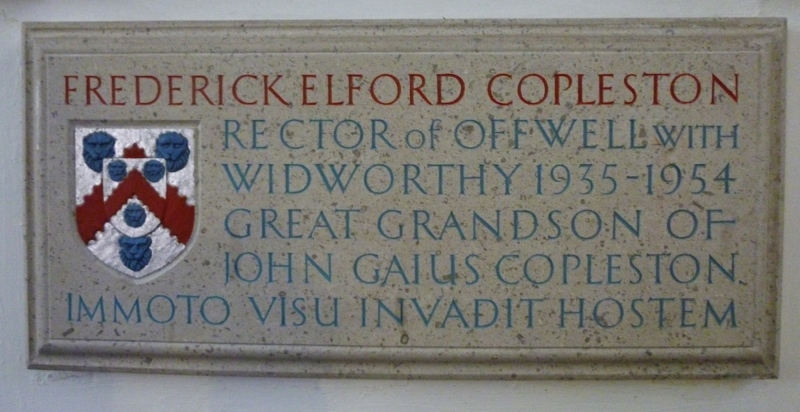 FREDERICK ELFORD COPLESTON
RECTOR of OFFWELL WITH
WIDWORTHY 1935-1954
GREAT GRANDSON OF
JOHN GAIUS COPLESTON
IMMOTO VISU INVADIT HOSTEM